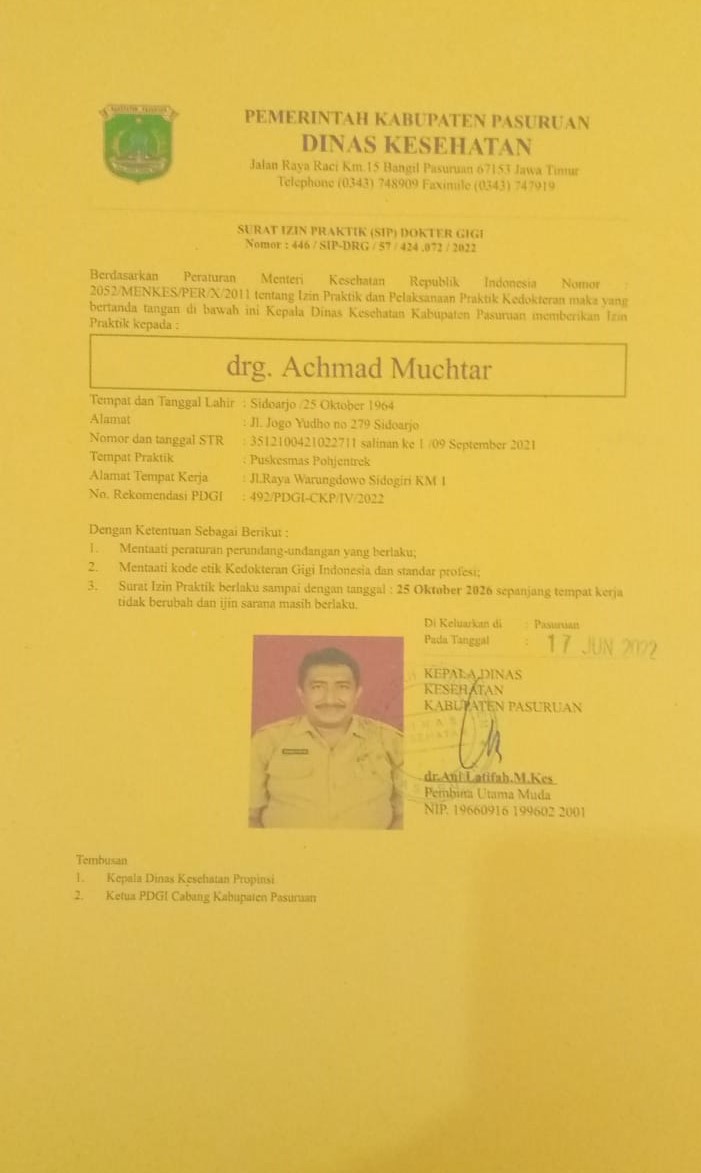 KABUPATEN PASURUAN
PEMERINTAH KABUPATEN PASURUAN
DINAS KESEHATAN
Jalan Raya Raci Km.15 Bangil Pasuruan 67153 Jawa Timur
Telephone (0343) 748909 Faximile (0343) 747919
SURAT IZIN PRAKTIK (SIP) DOKTER GIGI
Nomor : 446 / SIP-DRG / 57 / 424 .072 / 2022
Berdasarkan Peraturan Menteri Kesehatan Republik Indonesia Nomor :
2052/MENKES/PER/X/2011 tentang Izin Praktik dan Pelaksanaan Praktik Kedokteran maka yang
bertanda tangan di bawah ini Kepala Dinas Kesehatan Kabupaten Pasuruan memberikan Izin
Praktik kepada :
drg. Achmad Muchtar
Tempat dan Tanggal Lahir : Sidoarjo /25 Oktober 1964
Alamat : Jl. Jogo Yudho no 279 Sidoarjo
Nomor dan tanggal STR : 3512100421022711 salinan ke 1 /09 September 2021
Tempat Praktik : Puskesmas Pohjentrek
Alamat Tempat Kerja : Jl.Raya Warungdowo Sidogiri KM 1
No. Rekomendasi PDGI : 492/PDGI-CKP/IV/2022
Dengan Ketentuan Sebagai Berikut :
1. Mentaati peraturan perundang-undangan yang berlaku;
2. Mentaati kode etik Kedokteran Gigi Indonesia dan standar profesi;
3. Surat Izin Praktik berlaku sampai dengan tanggal : 25 Oktober 2026 sepanjang tempat kerja
tidak berubah dan ijin sarana masih berlaku.
Di Keluarkan di : Pasuruan
Pada Tanggal : 17 JUN 2022
KEPALA DINAS
KESEHATAN
KABUPATEN PASURUAN
dr.Ani Latifah,M.Kes
Pembina Utama Muda
NIP. 19660916 199602 2001
Tembusan
1. Kepala Dinas Kesehatan Propinsi
2. Ketua PDGI Cabang Kabupaten Pasuruan